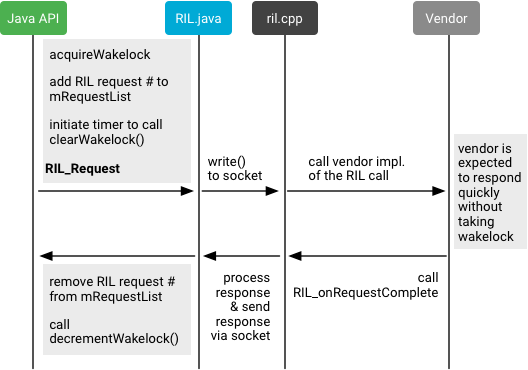 Java API
RIL.java
ril.cpp
Vendor
acquireWakelock
add RIL request # to
mRequestList
initiate timer to call
clearWakelock()
RIL_Request
write()
to socket
call vendor impl.
of the RIL call
vendor is
expected
to respond
quickly
without
taking
wakelock
remove RIL request #
from mRequestList
call
decrementWakelock()
process
response
& send
response
via socket
call
RIL_onRequestComplete